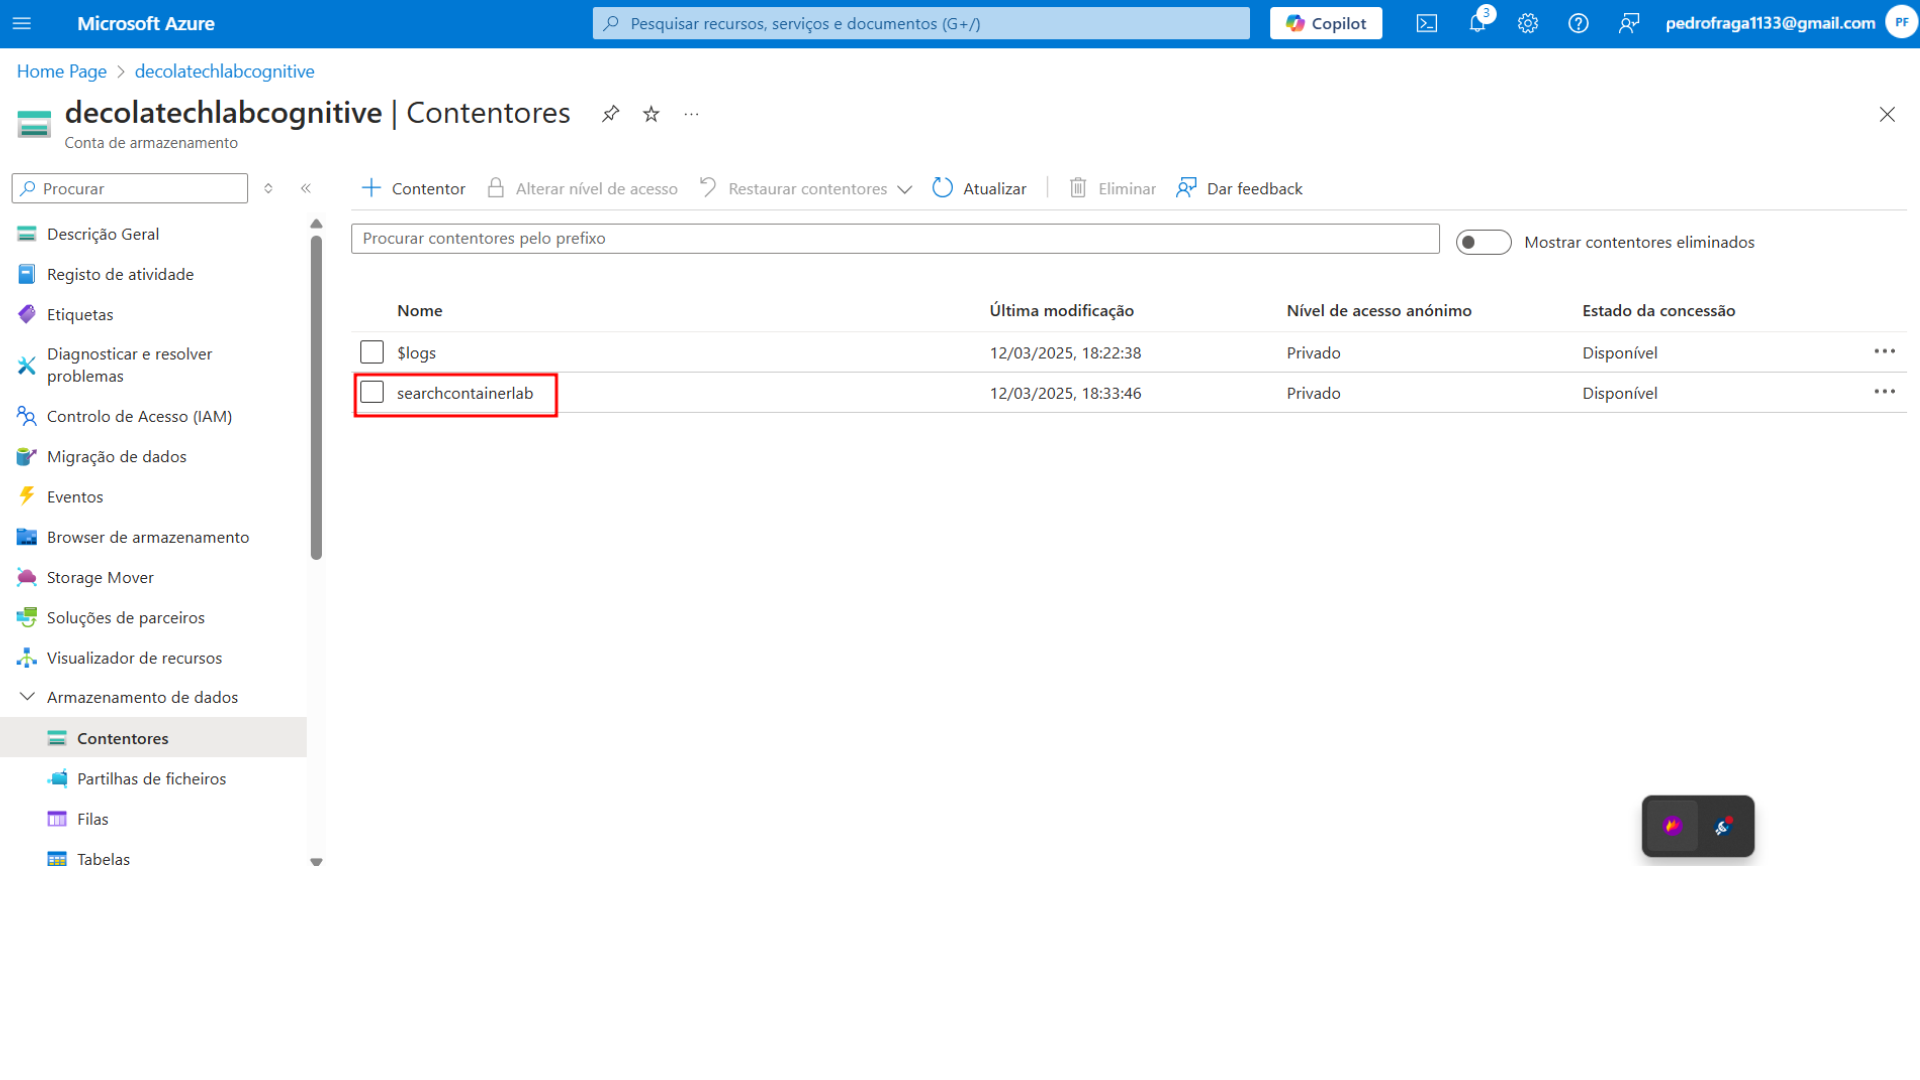 Microsoft Azure
Pesquisar recursos, serviços e documentos (G+/)
Copilot
3
pedrofraga1133@gmail.com
PF
Home Page > decolatechlabcognitive
decolatechlabcognitive | Contentores
Conta de armazenamento
Procurar
Contentor
Alterar nível de acesso
Restaurar contentores
Atualizar
Eliminar
Dar feedback
Descrição Geral
Registo de atividade
Etiquetas
Diagnosticar e resolver
problemas
Controlo de Acesso (IAM)
Migração de dados
Eventos
Browser de armazenamento
Storage Mover
Soluções de parceiros
Visualizador de recursos
Armazenamento de dados
Contentores
Partilhas de ficheiros
Filas
Tabelas
Procurar contentores pelo prefixo
Mostrar contentores eliminados
Nome Última modificação Nível de acesso anónimo Estado da concessão
$logs 12/03/2025, 18:22:38 Privado Disponível
searchcontainerlab 12/03/2025, 18:33:46 Privado Disponível